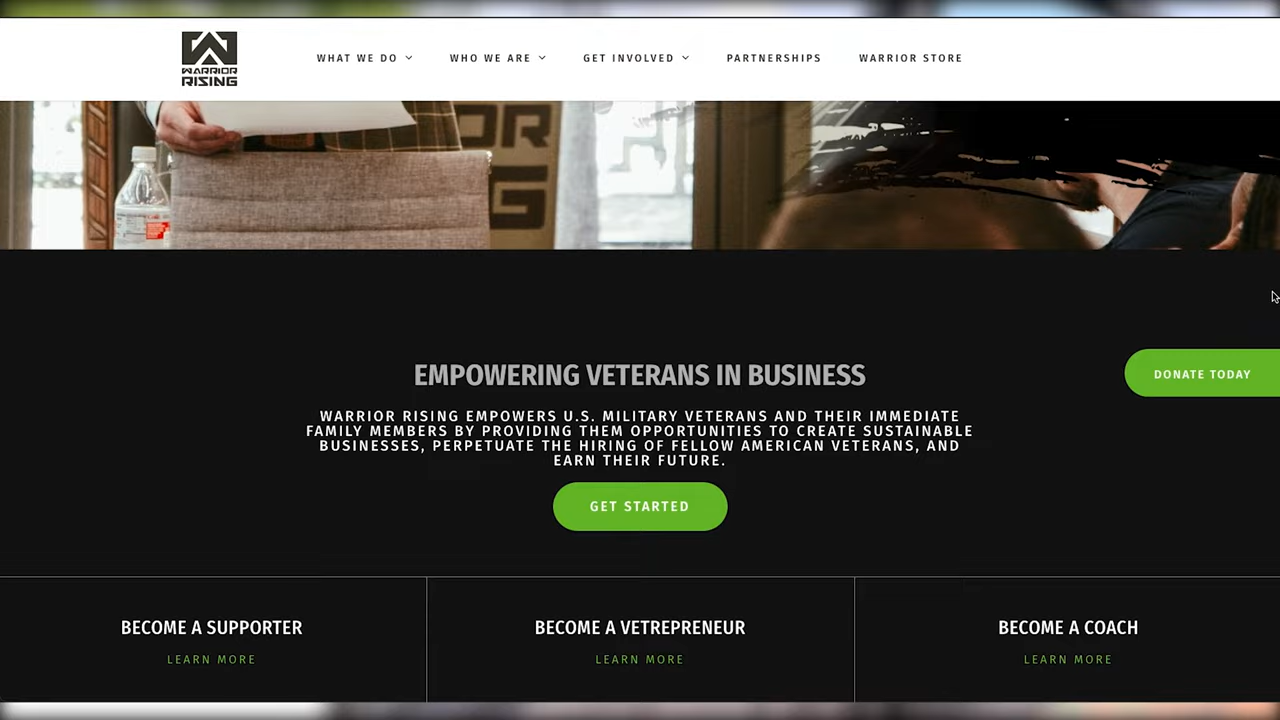 WARRIOR
RISING
WHAT WE DO
WHO WE ARE
GET INVOLVED
PARTNERSHIPS
WARRIOR STORE
OR
G
EMPOWERING VETERANS IN BUSINESS
DONATE TODAY
WARRIOR RISING EMPOWERS U.S. MILITARY VETERANS AND THEIR IMMEDIATE
FAMILY MEMBERS BY PROVIDING THEM OPPORTUNITIES TO CREATE SUSTAINABLE
BUSINESSES, PERPETUATE THE HIRING OF FELLOW AMERICAN VETERANS, AND
EARN THEIR FUTURE.
GET STARTED
BECOME A SUPPORTER
LEARN MORE
BECOME A VETREPRENEUR
LEARN MORE
BECOME A COACH
LEARN MORE